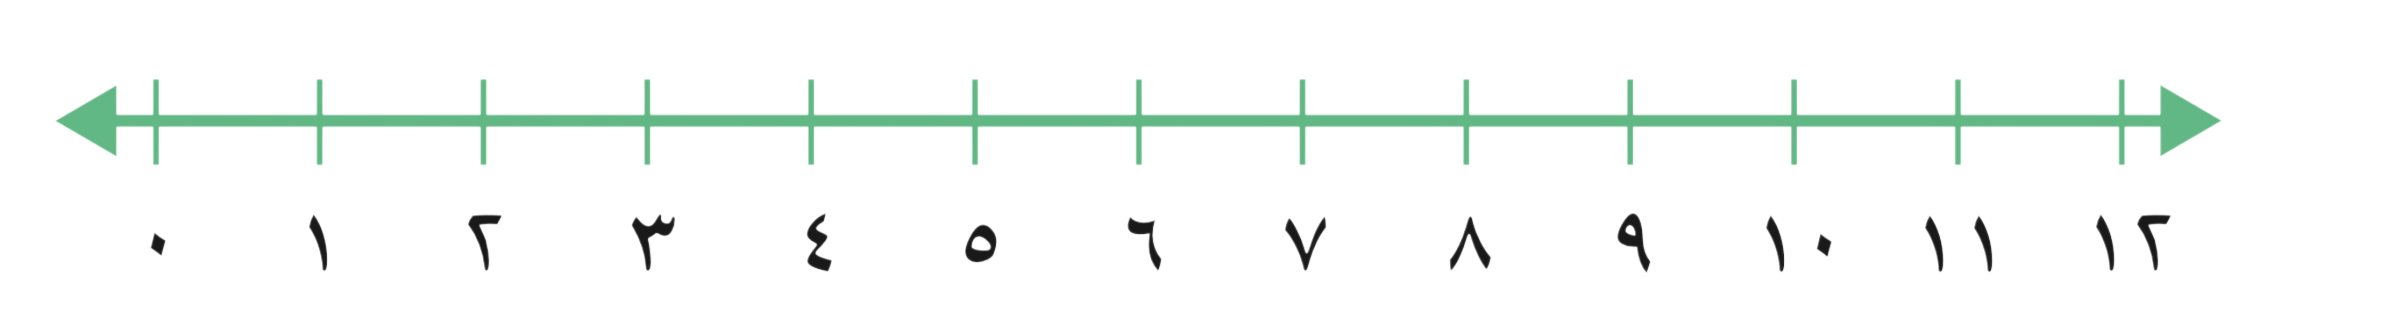 ٠ ١ ٢ ٣ ٤ ٥ ٦ ٧ ٨ ٩ ١٠ ١١ ١٢